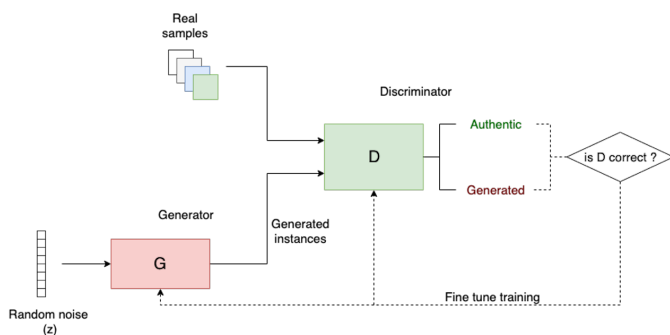 Real
samples
Discriminator
Authentic
D
is D correct ?
Generated
Generator
Generated
instances
G
Fine tune training
Random noise
(z)